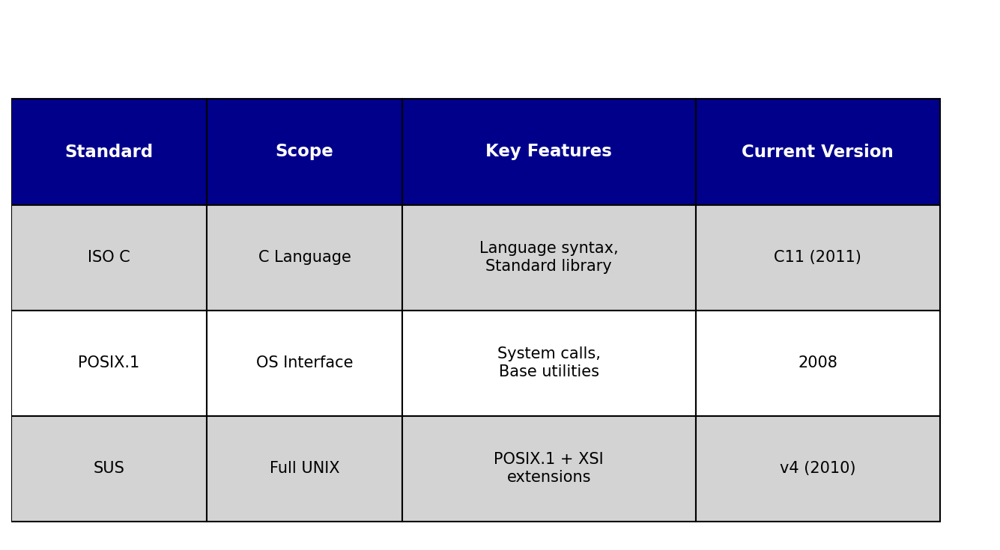 Standard Scope Key Features Current Version
ISO C C Language Language syntax, C11 (2011)
Standard library
POSIX.1 OS Interface System calls, 2008
Base utilities
SUS Full UNIX POSIX.1 + XSI v4 (2010)
extensions